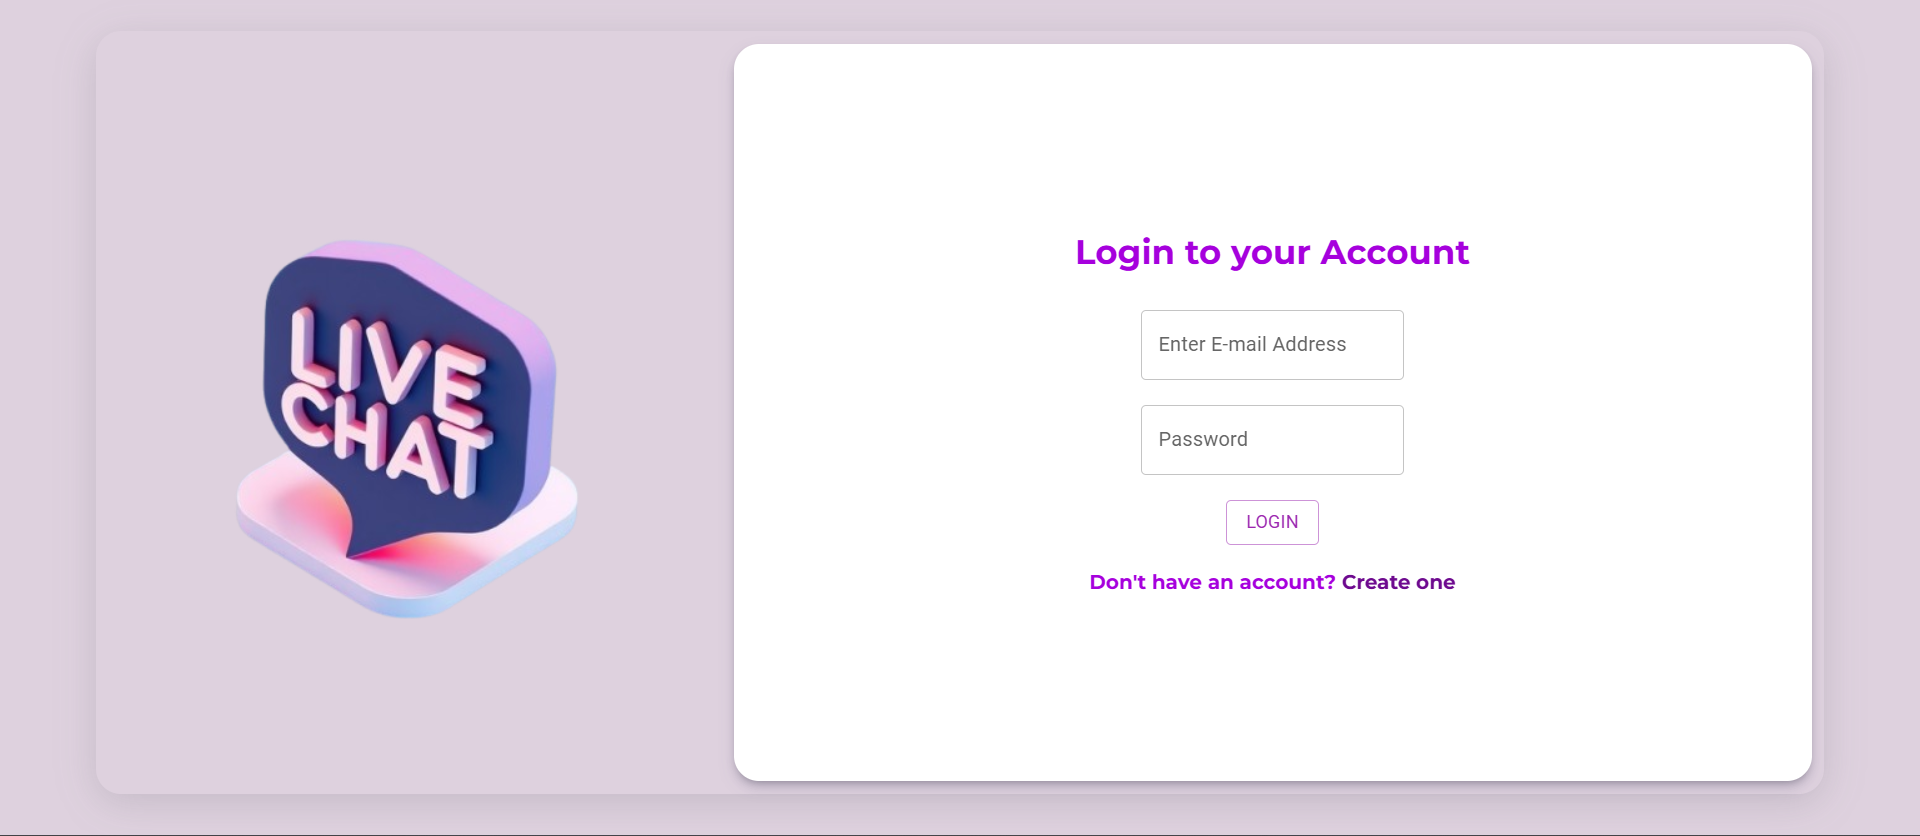 LIVE
CHAT
Login to your Account
Enter E-mail Address
Password
LOGIN
Don't have an account? Create one